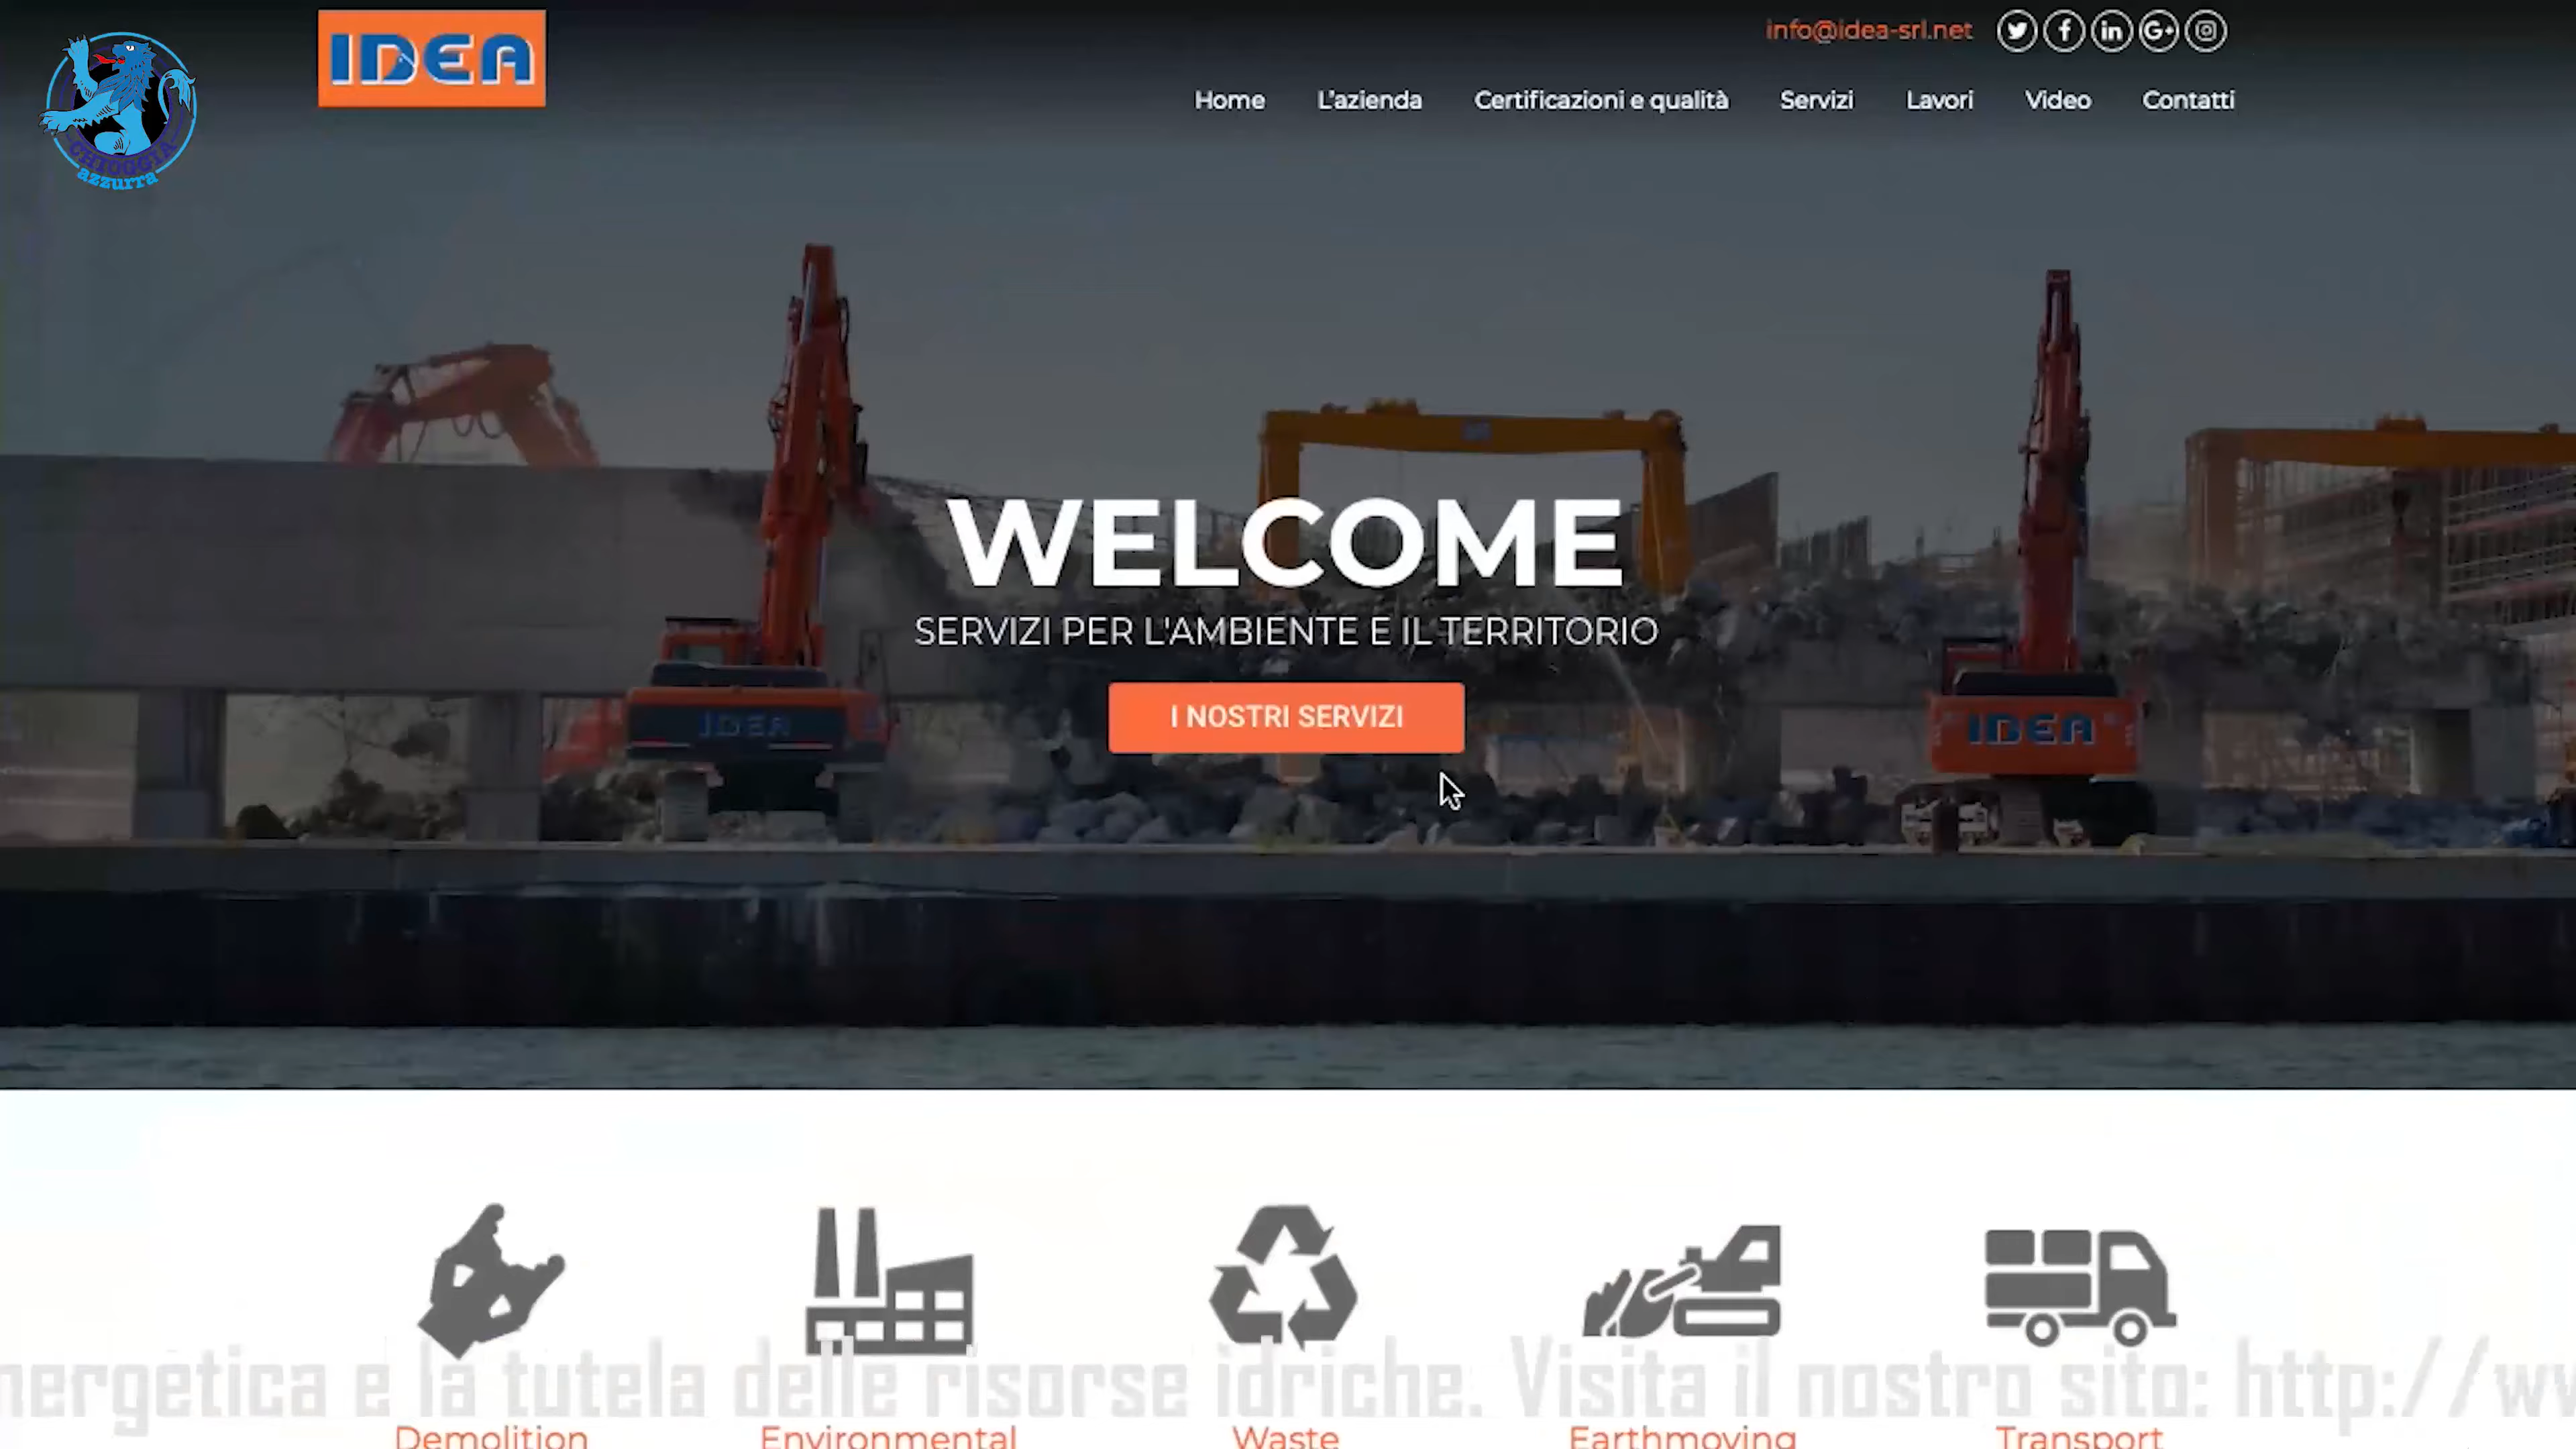 IDEA
info@idea-srl.net
CHIOGGIA
azzurra
Home L'azienda Certificazioni e qualità Servizi Lavori Video Contatti
WELCOME
SERVIZI PER L'AMBIENTE E IL TERRITORIO
I NOSTRI SERVIZI
IDEA
IDEA
e la tutela delle risorse idriche. Visita il nostro sito: http://
Demolition Environmental Waste Earthmoving Transport